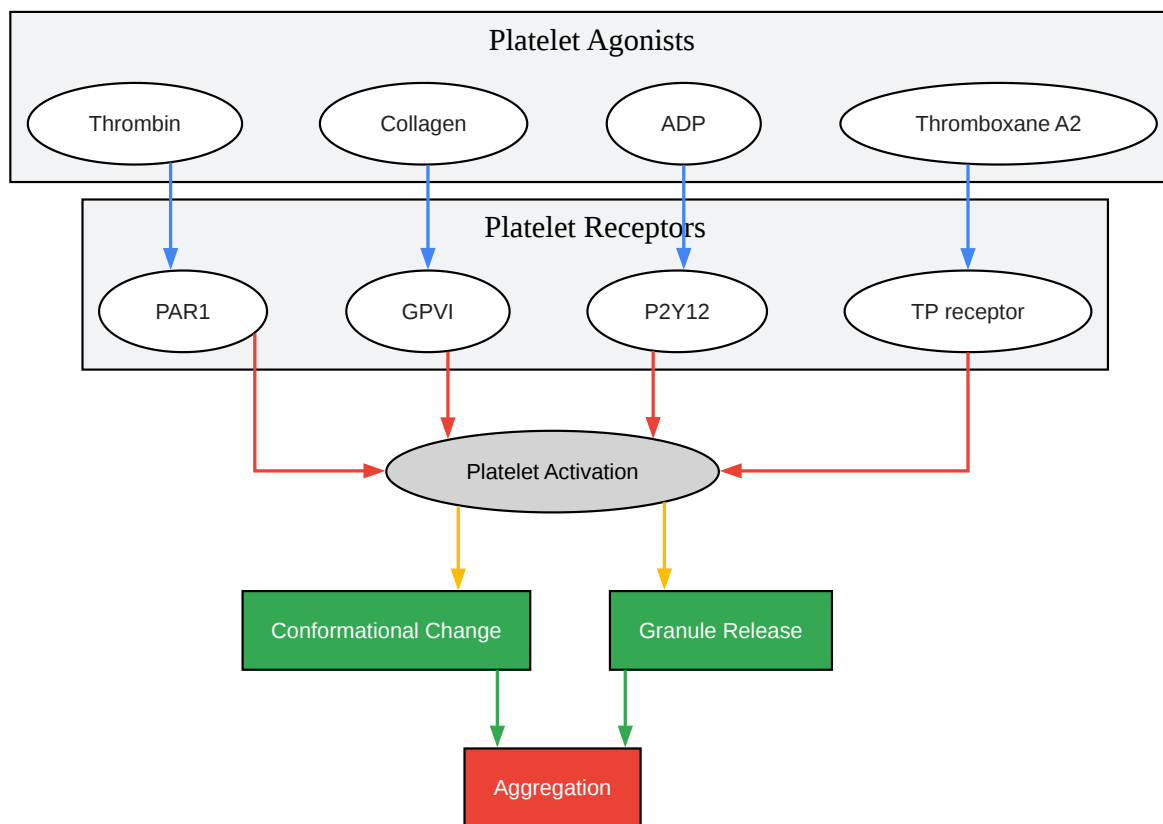 Platelet Agonists
Thrombin
Collagen
ADP
Thromboxane A2
Platelet Receptors
PAR1
GPVI
P2Y12
TP receptor
Platelet Activation
Conformational Change
Granule Release
Aggregation